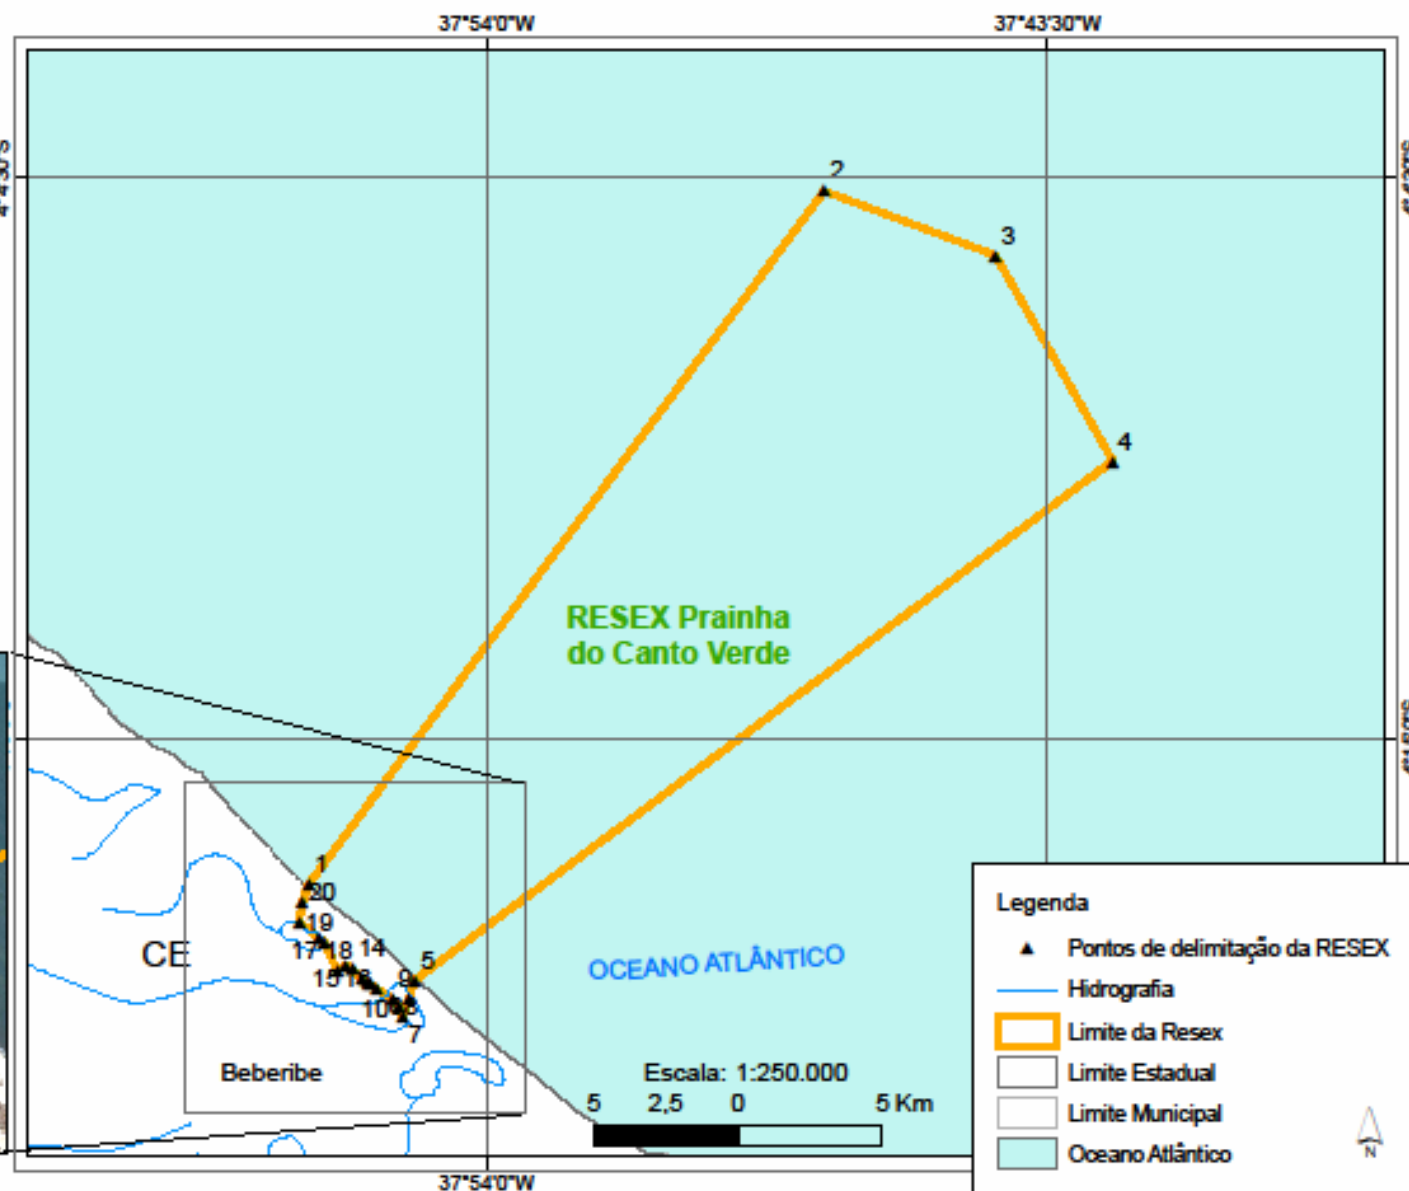 37°54'0"W
37°43'30"W
4°4'30"S
2
3
4
RESEX Prainha
do Canto Verde
1
20
19
17
18
14
15
9
5
10
7
CE
OCEANO ATLÂNTICO
Beberibe
Escala: 1:250.000
5
2,5
0
5 Km
37°54'0"W
Legenda
Pontos de delimitação da RESEX
Hidrografia
Limite da Resex
Limite Estadual
Limite Municipal
Oceano Atlântico
N